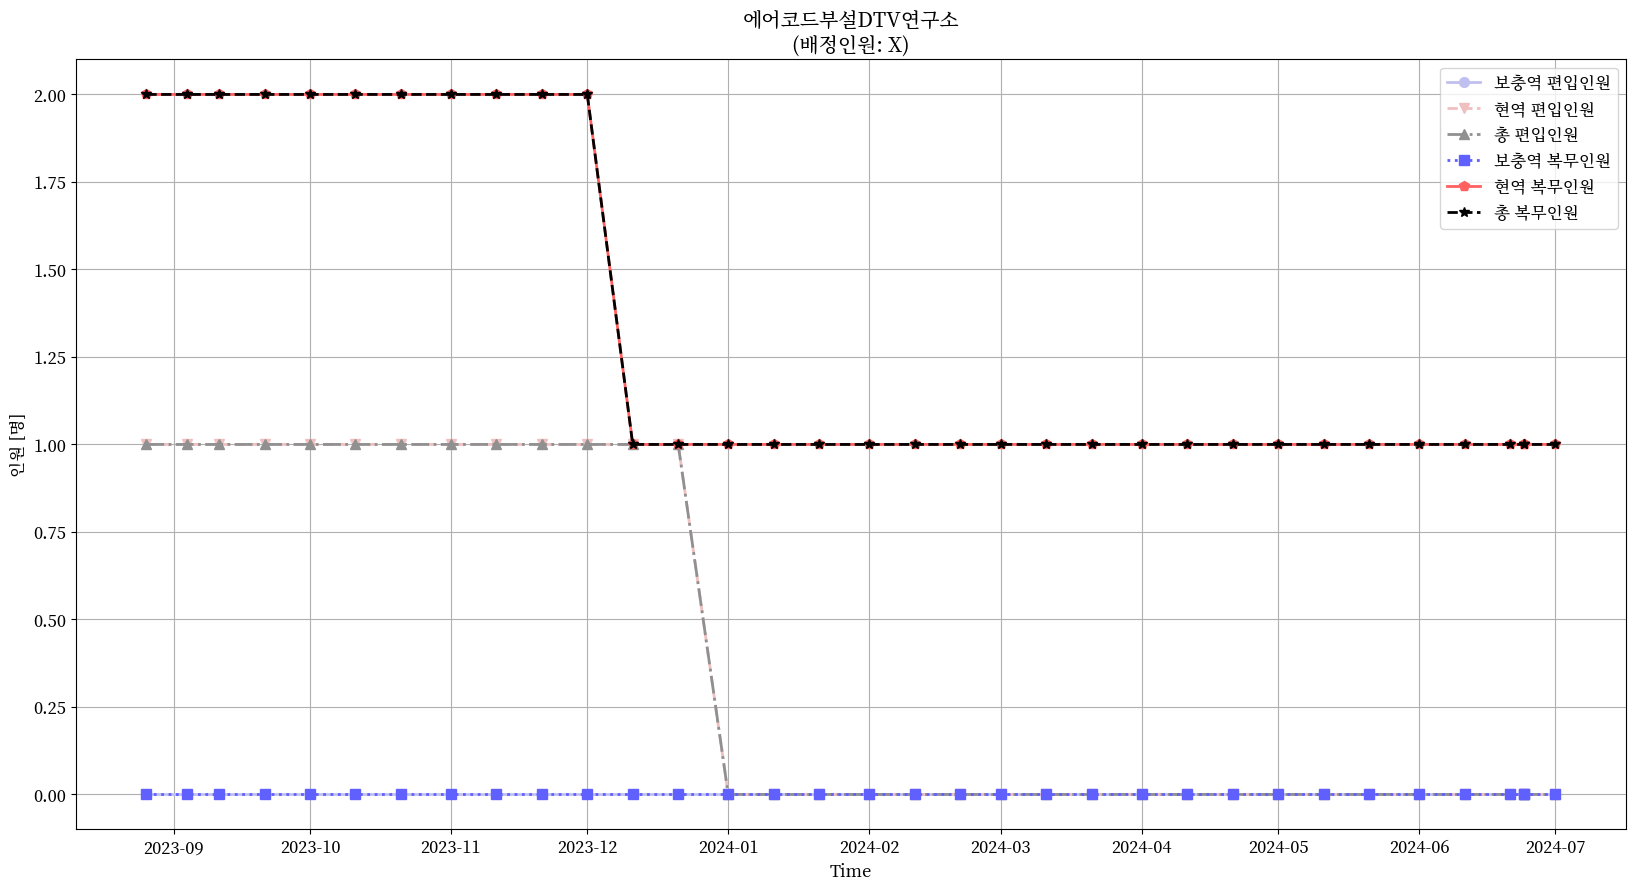 에어코드부설DTV연구소
(배정인원: X)
보충역 편입인원
현역 편입인원
총 편입인원
보충역 복무인원
현역 복무인원
총 복무인원
인원 [명]
2.00
1.75
1.50
1.25
1.00
0.75
0.50
0.25
0.00
2023-09
2023-10
2023-11
2023-12
2024-01
2024-02
2024-03
2024-04
2024-05
2024-06
2024-07
Time